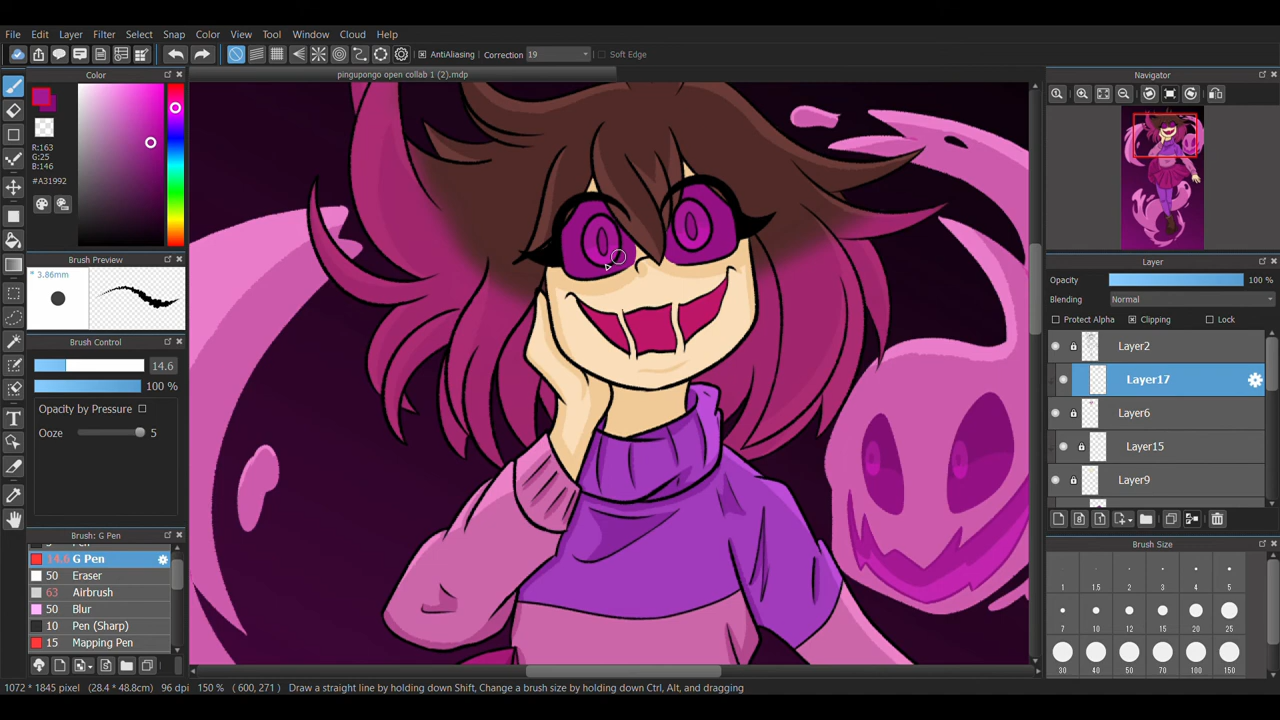 File Edit Layer Filter Select Snap Color View Tool Window Cloud Help
AntiAliasing Correction 19 Soft Edge
Color
pingupongo open collab 1 (2).mdp
Navigator
R:163
G:25
B:146
#A31992
Brush Preview
* 3.86mm
Layer
Opacity 100 %
Blending Normal
Protect Alpha Clipping Lock
Brush Control
14.6
100 %
Opacity by Pressure
Ooze 5
Layer2
Layer17
Layer6
Layer15
Layer9
Brush: G Pen
14.6 G Pen
50 Eraser
63 Airbrush
50 Blur
10 Pen (Sharp)
15 Mapping Pen
Brush Size
1 1.5 2 3 4 5
7 10 12 15 20 25
30 40 50 100 150
1072 * 1845 pixel (28.4 * 48.8cm) 96 dpi 150 % ( 600, 271 ) Draw a straight line by holding down Shift, Change a brush size by holding down Ctrl, Alt, and dragging